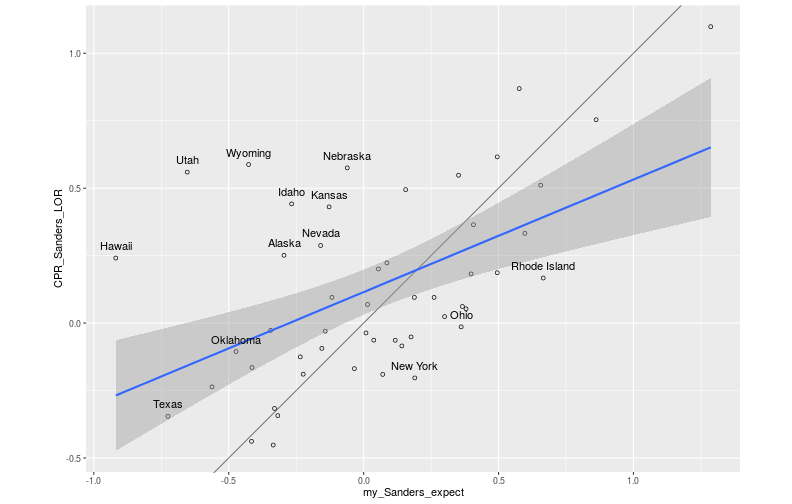 1.0
0.5
0.0
-0.5
CPR_Sanders_LOR
Utah
Wyoming
Nebraska
Idaho
Kansas
Nevada
Alaska
Hawaii
Rhode Island
Ohio
Oklahoma
New York
Texas
-1.0
-0.5
0.0
0.5
1.0
my_Sanders_expect